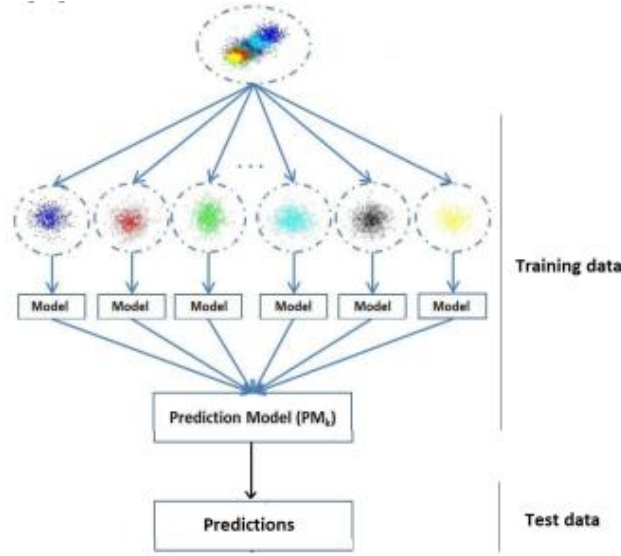 ...
Training data
Model Model Model Model Model Model
Prediction Model (PMk)
Predictions
Test data